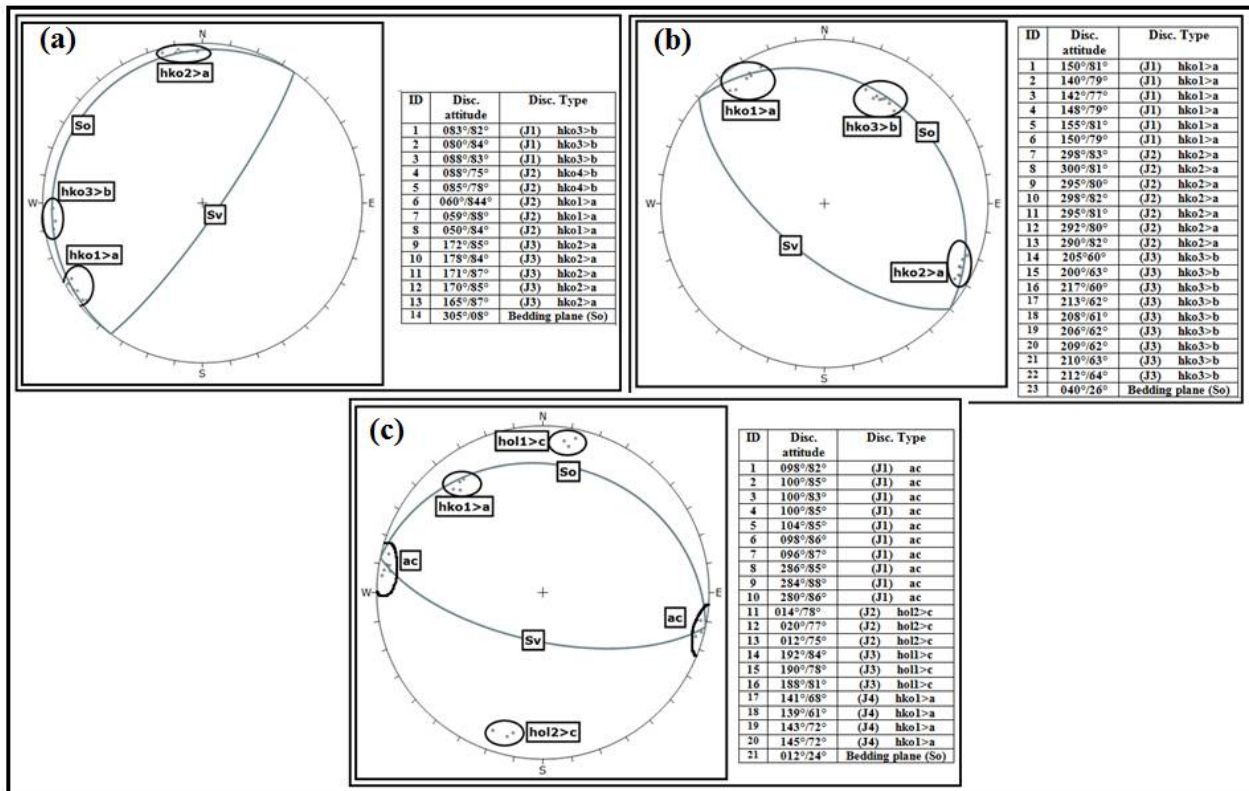 (a)
N
hko2>a
So
hko3>b
W
E
Sv
hko1>a
S
ID Disc. attitude Disc. Type
1 083°/82° (J1) hko3>b
2 080°/84° (J1) hko3>b
3 088°/83° (J1) hko3>b
4 088°/75° (J2) hko4>b
5 085°/78° (J2) hko4>b
6 060°/844° (J2) hko1>a
7 059°/88° (J2) hko1>a
8 050°/84° (J2) hko1>a
9 172°/85° (J3) hko2>a
10 178°/84° (J3) hko2>a
11 171°/87° (J3) hko2>a
12 170°/85° (J3) hko2>a
13 165°/87° (J3) hko2>a
14 305°/08° Bedding plane (So)
(b)
N
hko1>a
hko3>b
So
W
E
Sv
hko2>a
S
ID Disc. attitude Disc. Type
1 150°/81° (J1) hko1>a
2 140°/79° (J1) hko1>a
3 142°/77° (J1) hko1>a
4 148°/79° (J1) hko1>a
5 155°/81° (J1) hko1>a
6 150°/79° (J1) hko1>a
7 298°/83° (J2) hko2>a
8 300°/81° (J2) hko2>a
9 295°/80° (J2) hko2>a
10 298°/82° (J2) hko2>a
11 295°/81° (J2) hko2>a
12 292°/80° (J2) hko2>a
13 290°/82° (J2) hko2>a
14 205°60° (J3) hko3>b
15 200°/63° (J3) hko3>b
16 217°/60° (J3) hko3>b
17 213°/62° (J3) hko3>b
18 208°/61° (J3) hko3>b
19 206°/62° (J3) hko3>b
20 209°/62° (J3) hko3>b
21 210°/63° (J3) hko3>b
22 212°/64° (J3) hko3>b
23 040°/26° Bedding plane (So)
(c)
N
hol1>c
So
hko1>a
ac
W
E
ac
Sv
hol2>c
S
ID Disc. attitude Disc. Type
1 098°/82° (J1) ac
2 100°/85° (J1) ac
3 100°/83° (J1) ac
4 100°/85° (J1) ac
5 104°/85° (J1) ac
6 098°/86° (J1) ac
7 096°/87° (J1) ac
8 286°/85° (J1) ac
9 284°/88° (J1) ac
10 280°/86° (J1) ac
11 014°/78° (J2) hol2>c
12 020°/77° (J2) hol2>c
13 012°/75° (J2) hol2>c
14 192°/84° (J3) hol1>c
15 190°/78° (J3) hol1>c
16 188°/81° (J3) hol1>c
17 141°/68° (J4) hko1>a
18 139°/61° (J4) hko1>a
19 143°/72° (J4) hko1>a
20 145°/72° (J4) hko1>a
21 012°/24° Bedding plane (So)